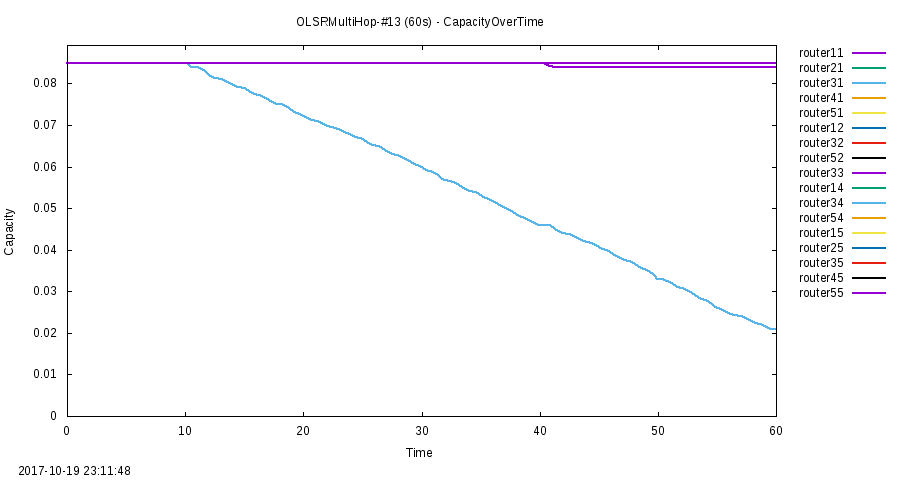 OLSRMultiHop-#13 (60s) - CapacityOverTime
router11
router21
router31
router41
router51
router12
router32
router52
router33
router14
router34
router54
router15
router25
router35
router45
router55
Capacity
0.08
0.07
0.06
0.05
0.04
0.03
0.02
0.01
0
0 10 20 30 40 50 60
Time
2017-10-19 23:11:48